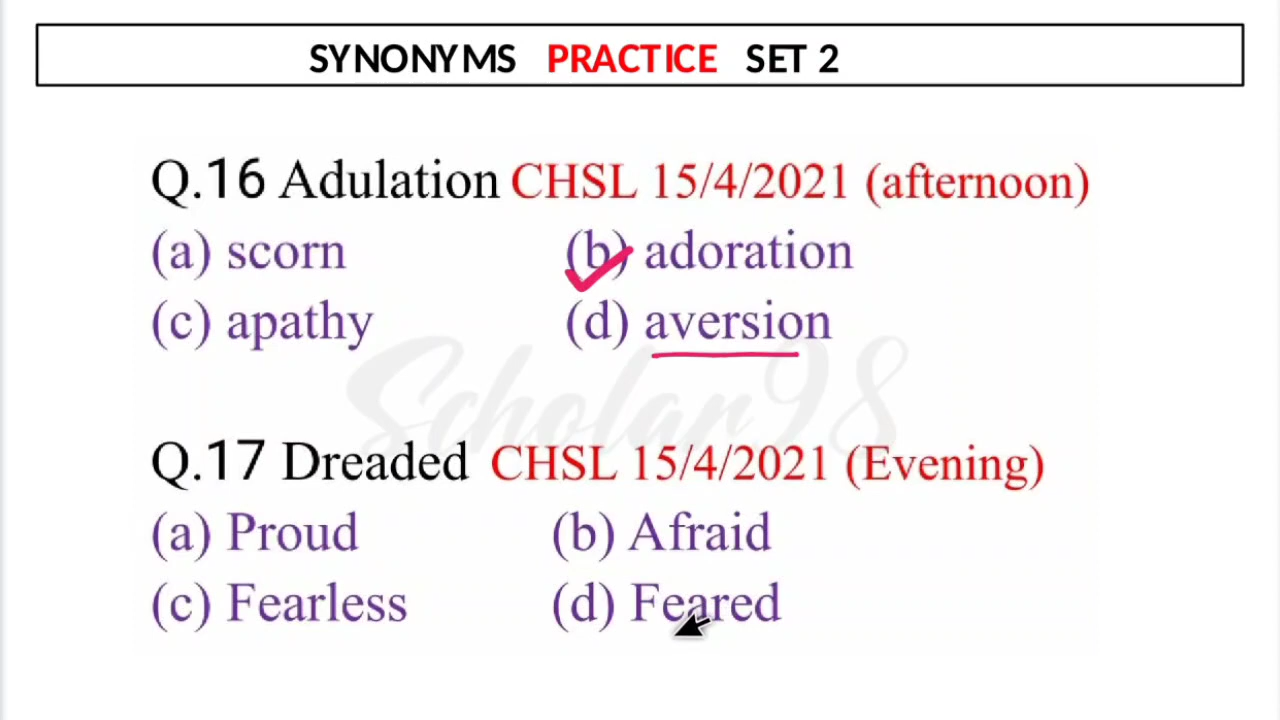 SYNONYMS PRACTICE SET 2
Q.16 Adulation CHSL 15/4/2021 (afternoon)
(a) scorn (b) adoration
(c) apathy (d) aversion
Scholar98
Q.17 Dreaded CHSL 15/4/2021 (Evening)
(a) Proud (b) Afraid
(c) Fearless (d) Feared